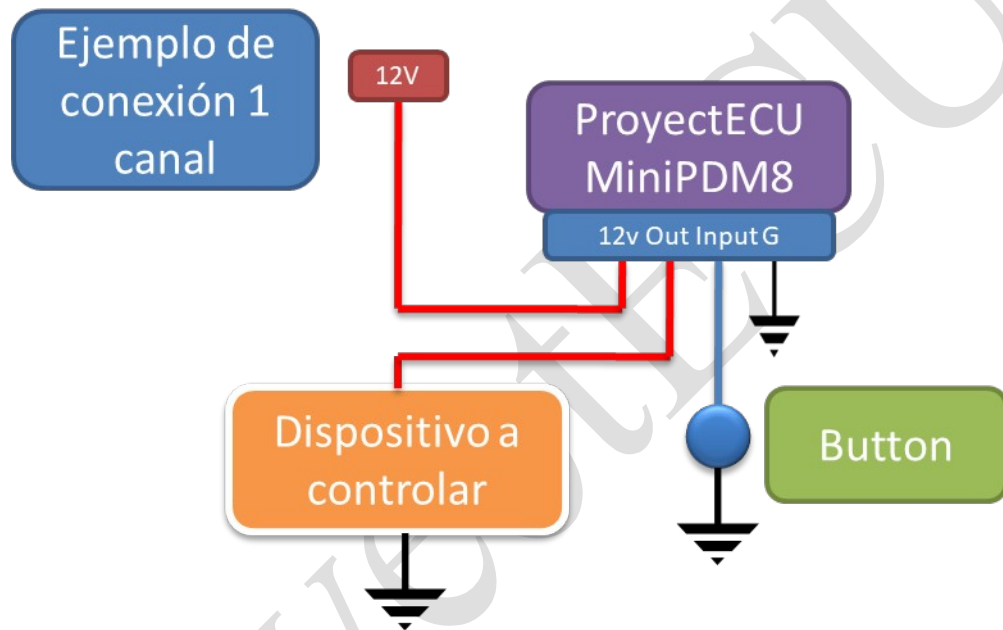 Ejemplo de
conexión 1
canal
12V
ProyectECU
MiniPDM8
12v Out Input G
Dispositivo a
controlar
Button